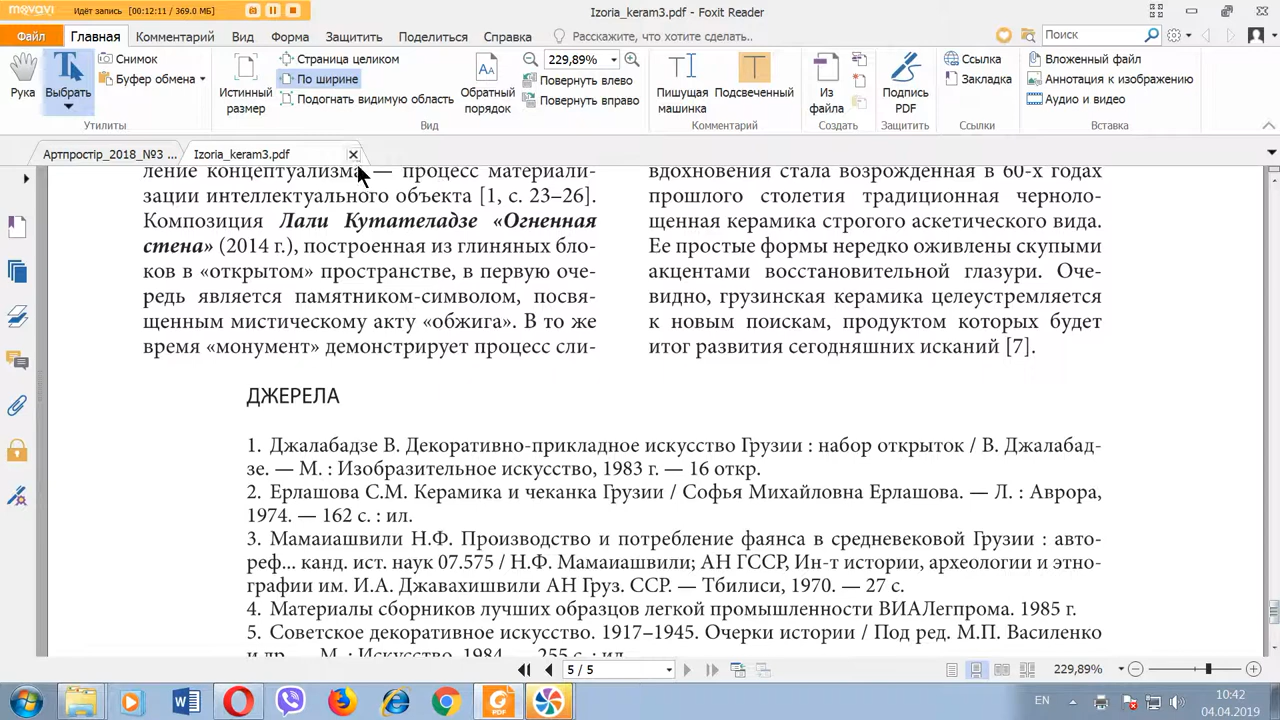 movavi
Идёт запись 00:12:11 / 369.0 МБ
Izoria_keram3.pdf - Foxit Reader
Файл Главная Комментарий Вид Форма Защитить Поделиться Справка Расскажите, что хотите сделать.. Поиск
Рука
Выбрать
Снимок
Буфер обмена
Утилиты
Истинный
размер
Страница целиком
По ширине
Подогнать видимую область
Обратный
порядок
229,89%
Повернуть влево
Повернуть вправо
Вид
Пишущая
машинка
Подсвеченный
Комментарий
Из
файла
Создать
Подпись
PDF
Защитить
Ссылка
Закладка
Ссылки
Вложенный файл
Аннотация к изображению
Аудио и видео
Вставка
Артпростір_2018_№3 ... Izoria_keram3.pdf
ление концептуализма — процесс материали-
зации интеллектуального объекта [1, с. 23–26].
Композиция Лали Кутателадзе «Огненная
стена» (2014 г.), построенная из глиняных бло-
ков в «открытом» пространстве, в первую оче-
редь является памятником-символом, посвя-
щенным мистическому акту «обжига». В то же
время «монумент» демонстрирует процесс сли-
вдохновения стала возрожденная в 60-х годах
прошлого столетия традиционная черноло-
щенная керамика строгого аскетического вида.
Ее простые формы нередко оживлены скупыми
акцентами восстановительной глазури. Оче-
видно, грузинская керамика целеустремляется
к новым поискам, продуктом которых будет
итог развития сегодняшних исканий [7].
ДЖЕРЕЛА
1. Джалабадзе В. Декоративно-прикладное искусство Грузии : набор открыток / В. Джалабад-
зе. — М. : Изобразительное искусство, 1983 г. — 16 откр.
2. Ерлашова С.М. Керамика и чеканка Грузии / Софья Михайловна Ерлашова. — Л. : Аврора,
1974. — 162 с. : ил.
3. Мамаиашвили Н.Ф. Производство и потребление фаянса в средневековой Грузии : авто-
реф... канд. ист. наук 07.575 / Н.Ф. Мамаиашвили; АН ГССР, Ин-т истории, археологии и этно-
графии им. И.А. Джавахишвили АН Груз. ССР. — Тбилиси, 1970. — 27 с.
4. Материалы сборников лучших образцов легкой промышленности ВИАЛегпрома. 1985 г.
5. Советское декоративное искусство. 1917–1945. Очерки истории / Под ред. М.П. Василенко
и др. — М. : Искусство, 1984. — 255 с. : ил.
5 / 5 229,89%
EN 10:42
04.04.2019